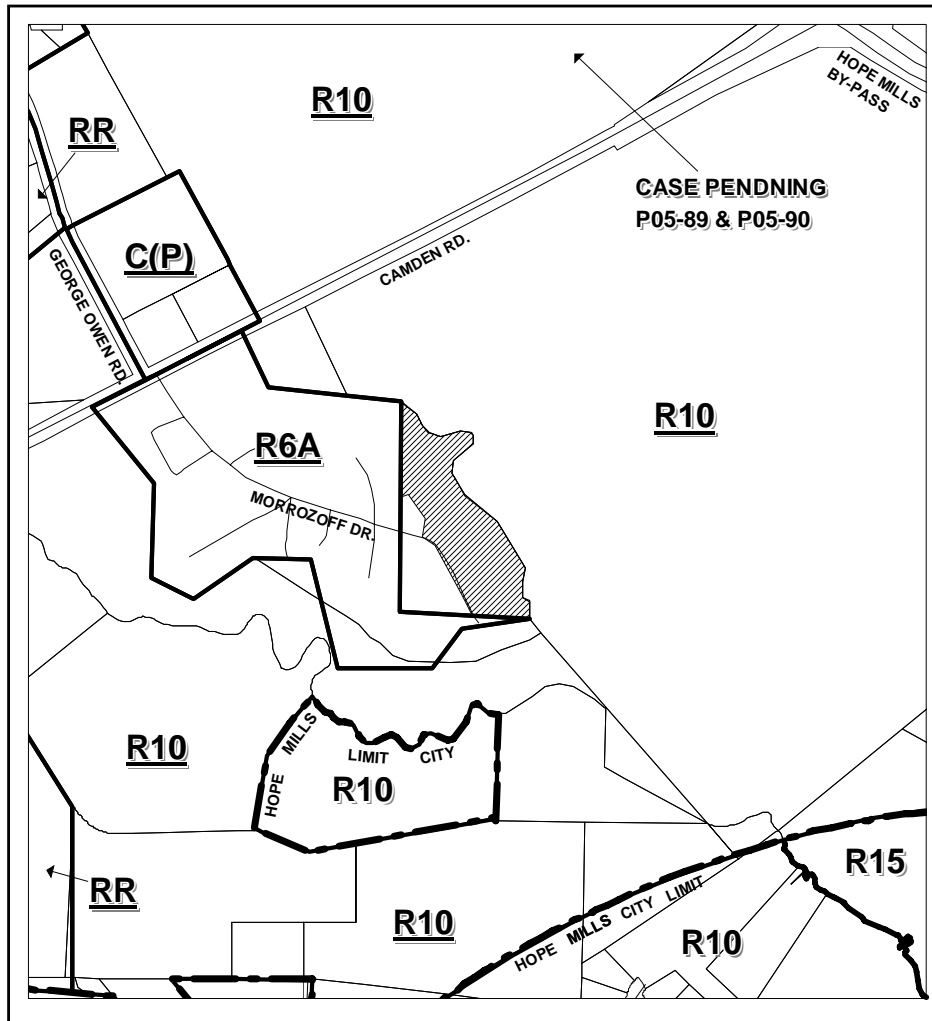 HOPE MILLS
BY-PASS
R10
RR
CASE PENDNING
P05-89 & P05-90
C(P)
CAMDEN RD.
GEORGE OWEN RD.
R10
R6A
MORROZOFF DR.
HOPE MILLS LIMIT CITY
R10
R10
R15
RR
R10
HOPE MILLS CITY LIMIT
R10